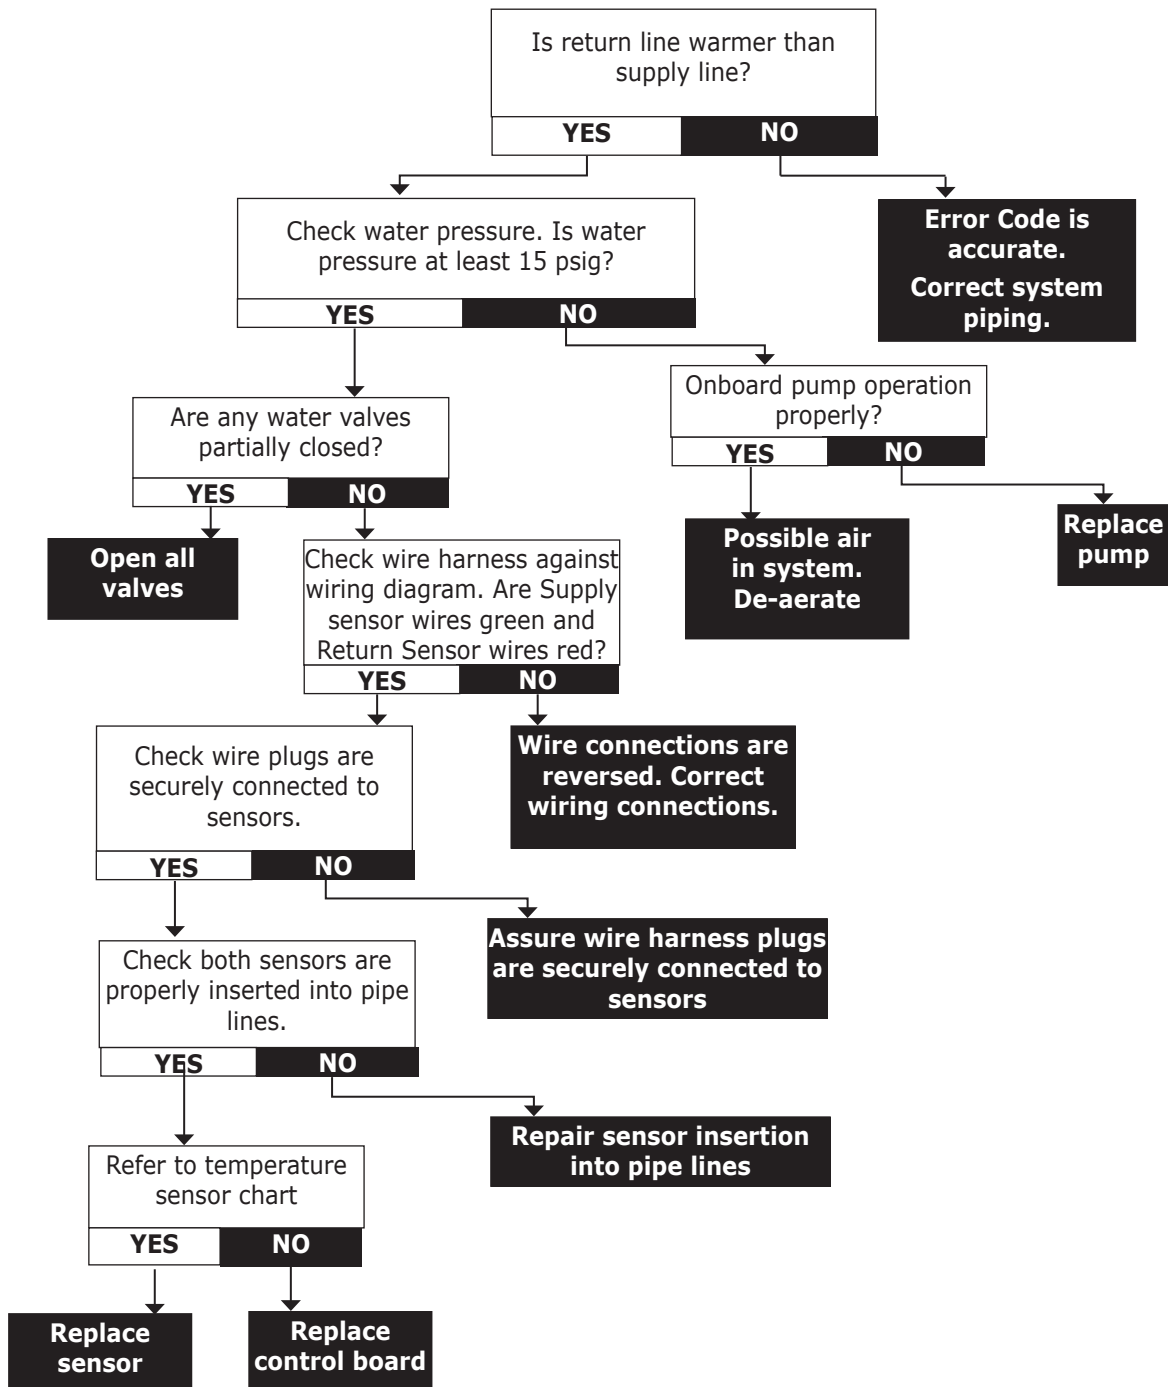 Is return line warmer than
supply line?
YES
NO
Error Code is
accurate.
Correct system
piping.
Check water pressure. Is water
pressure at least 15 psig?
YES
NO
Onboard pump operation
properly?
YES
NO
Are any water valves
partially closed?
YES
NO
Replace
pump
Possible air
in system.
De-aerate
Open all
valves
Check wire harness against
wiring diagram. Are Supply
sensor wires green and
Return Sensor wires red?
YES
NO
Wire connections are
reversed. Correct
wiring connections.
Check wire plugs are
securely connected to
sensors.
YES
NO
Assure wire harness plugs
are securely connected to
sensors
Check both sensors are
properly inserted into pipe
lines.
YES
NO
Repair sensor insertion
into pipe lines
Refer to temperature
sensor chart
YES
NO
Replace
sensor
Replace
control board